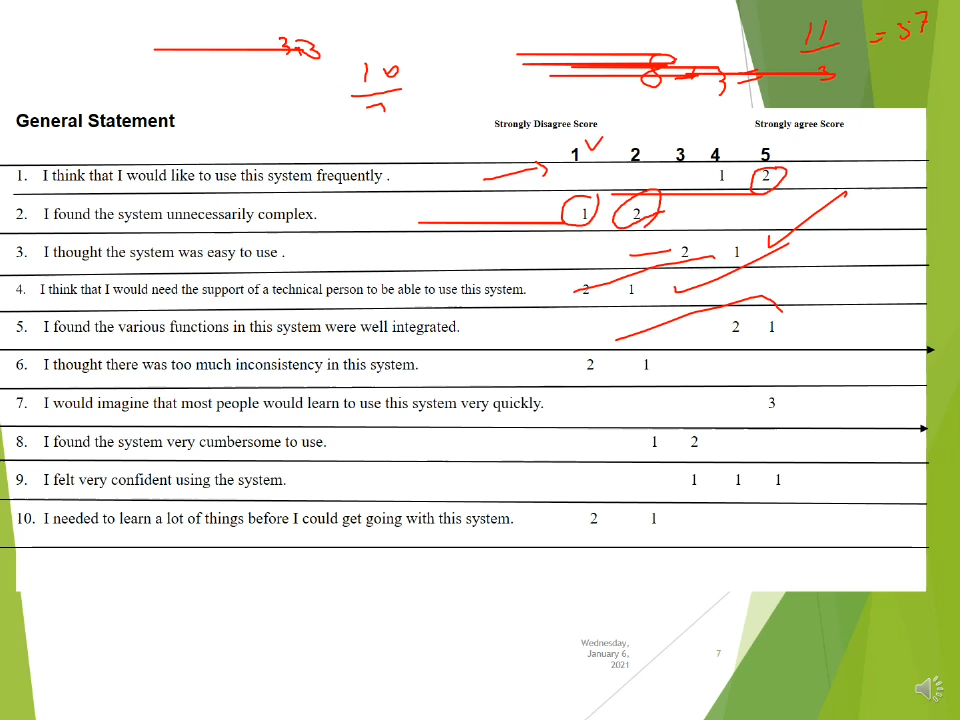 11
= 3.7
10
General Statement
Strongly Disagree Score Strongly agree Score
1 2 3 4 5
1. I think that I would like to use this system frequently . 1 2
2. I found the system unnecessarily complex. 1 2
3. I thought the system was easy to use . 2 1
4. I think that I would need the support of a technical person to be able to use this system. 2 1
5. I found the various functions in this system were well integrated. 2 1
6. I thought there was too much inconsistency in this system. 2 1
7. I would imagine that most people would learn to use this system very quickly. 3
8. I found the system very cumbersome to use. 1 2
9. I felt very confident using the system. 1 1 1
10. I needed to learn a lot of things before I could get going with this system. 2 1
Wednesday,
January 6,
2021
7